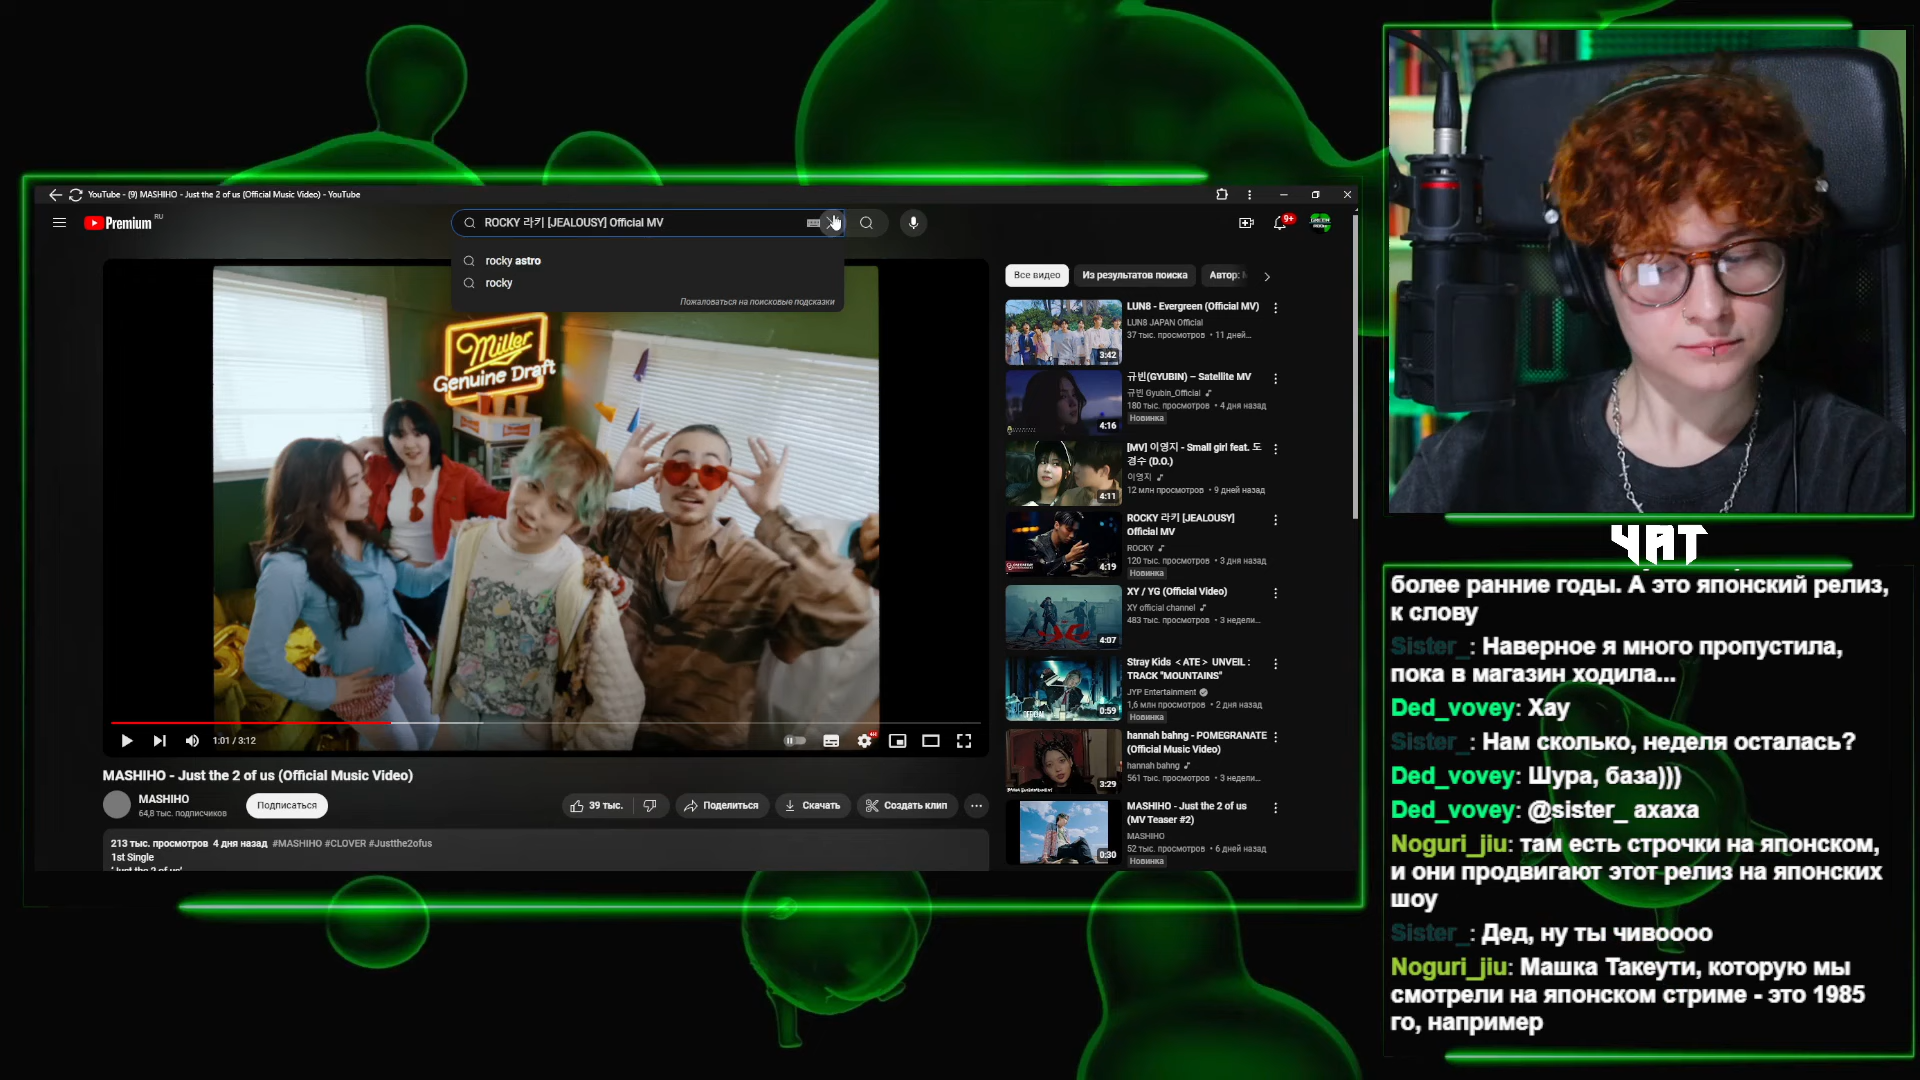 YouTube - (9) MASHIHO - Just the 2 of us (Official Music Video) - YouTube
Premium RU
ROCKY 라키 [JEALOUSY] Official MV
9+
rocky astro
rocky
Пожаловаться на поисковые подсказки
Miller
Genuine Draft
1:01 / 3:12
MASHIHO - Just the 2 of us (Official Music Video)
MASHIHO
64,8 тыс. подписчиков
Подписаться
39 тыс.
Поделиться
Скачать
Создать клип
213 тыс. просмотров 4 дня назад #MASHIHO #CLOVER #Justthe2ofus
1st Single
'Just the 2 of us'
Все видео
Из результатов поиска
Автор:
LUN8 - Evergreen (Official MV)
LUN8 JAPAN Official
37 тыс. просмотров • 11 дней...
3:42
규빈(GYUBIN) – Satellite MV
규빈 Gyubin_Official
180 тыс. просмотров • 4 дня назад
Новинка
4:16
[MV] 이영지 - Small girl feat. 도
경수 (D.O.)
이영지
12 млн просмотров • 9 дней назад
4:11
ROCKY 라키 [JEALOUSY]
Official MV
ROCKY
120 тыс. просмотров • 3 дня назад
Новинка
4:19
XY / YG (Official Video)
XY official channel
483 тыс. просмотров • 3 недели...
4:07
Stray Kids < ATE > UNVEIL :
TRACK "MOUNTAINS"
JYP Entertainment
1,6 млн просмотров • 2 дня назад
Новинка
0:59
hannah bahng - POMEGRANATE
(Official Music Video)
hannah bahng
561 тыс. просмотров • 3 недели...
3:29
MASHIHO - Just the 2 of us
(MV Teaser #2)
MASHIHO
52 тыс. просмотров • 6 дней назад
Новинка
0:30
ЧАТ
более ранние годы. А это японский релиз,
к слову
Sister_: Наверное я много пропустила,
пока в магазин ходила...
Ded_vovey: Хау
Sister_: Нам сколько, неделя осталась?
Ded_vovey: Шура, база)))
Ded_vovey: @sister_ ахаха
Noguri_jiu: там есть строчки на японском,
и они продвигают этот релиз на японских
шоу
Sister_: Дед, ну ты чивоооо
Noguri_jiu: Машка Такеути, которую мы
смотрели на японском стриме - это 1985
го, например